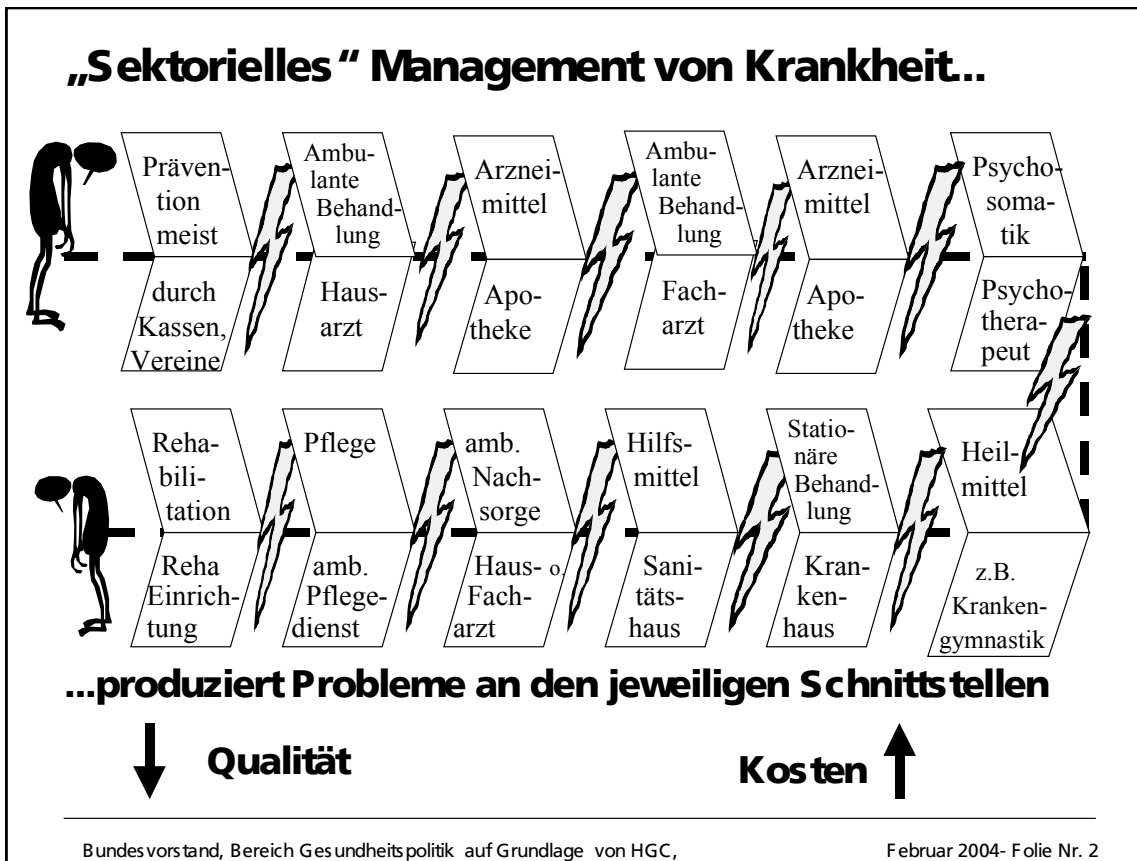 „Sektorielles“ Management von Krankheit...
Präven-
tion
meist
durch
Kassen,
Vereine
Ambu-
lante
Behand-
lung
Haus-
arzt
Arznei-
mittel
Apo-
theke
Ambu-
lante
Behand-
lung
Fach-
arzt
Arznei-
mittel
Apo-
theke
Psycho-
soma-
tik
Psycho-
thera-
peut
Reha-
bili-
tation
Reha
Einrich-
tung
Pflege
amb.
Pflege-
dienst
amb.
Nach-
sorge
Haus- o.
Fach-
arzt
Hilfs-
mittel
Sani-
täts-
haus
Statio-
näre
Behand-
lung
Kran-
ken-
haus
Heil-
mittel
z.B.
Kranken-
gymnastik
...produziert Probleme an den jeweiligen Schnittstellen
Qualität
Kosten
Bundesvorstand, Bereich Gesundheitspolitik auf Grundlage von HGC,
Februar 2004- Folie Nr. 2